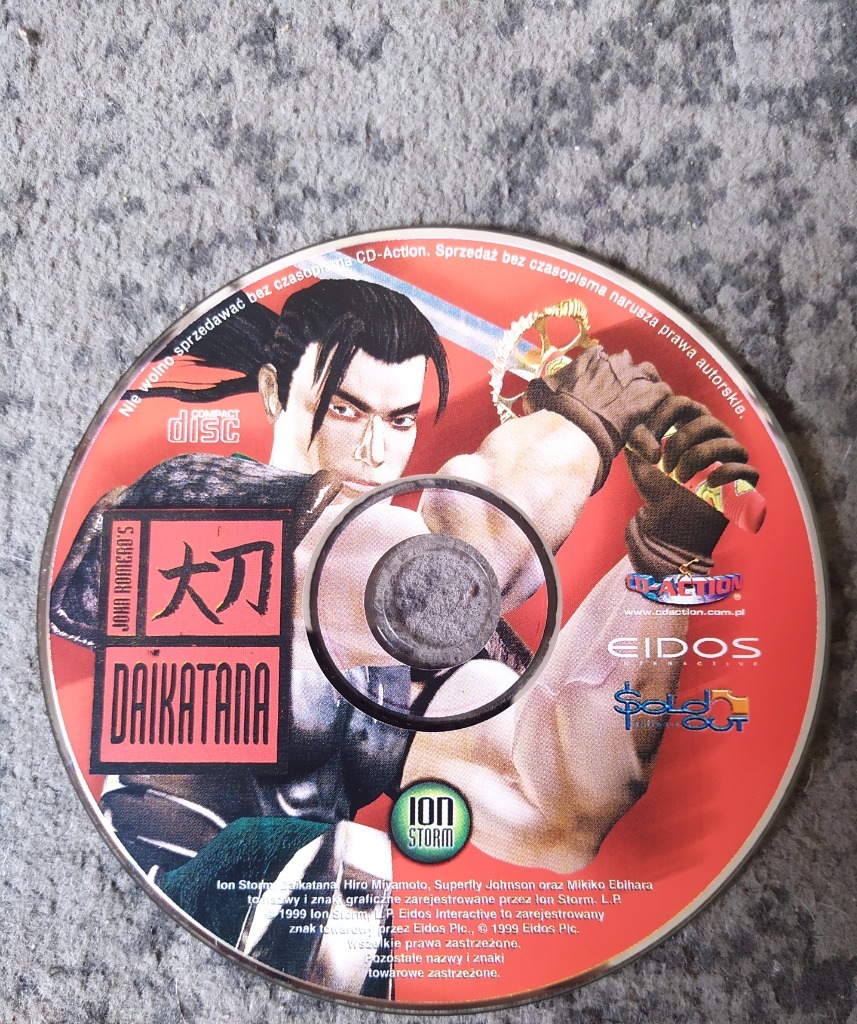 Nie wolno sprzedawać bez czasopisma CD-Action. Sprzedaż bez czasopisma narusza prawa autorskie.
COMPACT
disc
JOHN ROMERO'S
大刀
DAIKATANA
CD-ACTION®
www.cdaction.com.pl
EIDOS
INTERACTIVE
Sold
OUT
ION
STORM
Ion Storm, Daikatana, Hiro Miyamoto, Superfly Johnson oraz Mikiko Ebihara
to nazwy i znaki graficzne zarejestrowane przez Ion Storm. L.P.
© 1999 Ion Storm, L.P. Eidos Interactive to zarejestrowany
znak towarowy przez Eidos Plc., © 1999 Eidos Plc.
Wszelkie prawa zastrzeżone.
Pozostałe nazwy i znaki
towarowe zastrzeżone.